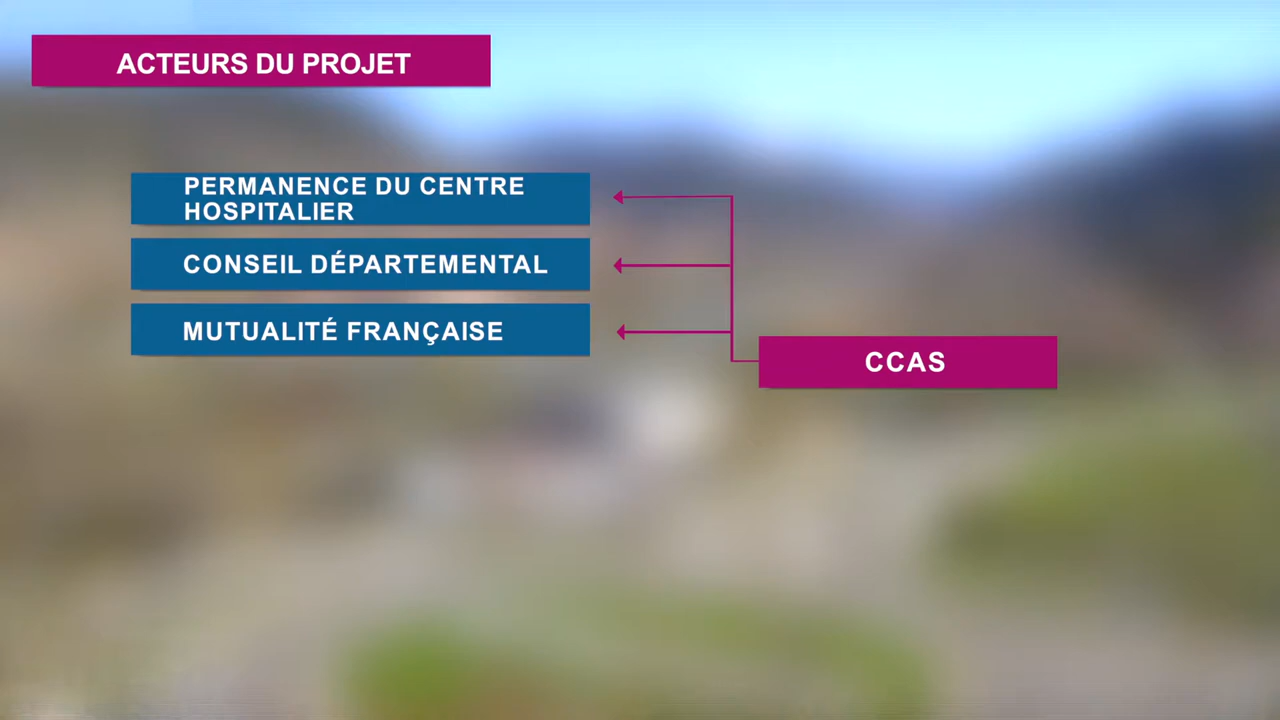 ACTEURS DU PROJET
PERMANENCE DU CENTRE
HOSPITALIER
CONSEIL DÉPARTEMENTAL
MUTUALITÉ FRANÇAISE
CCAS